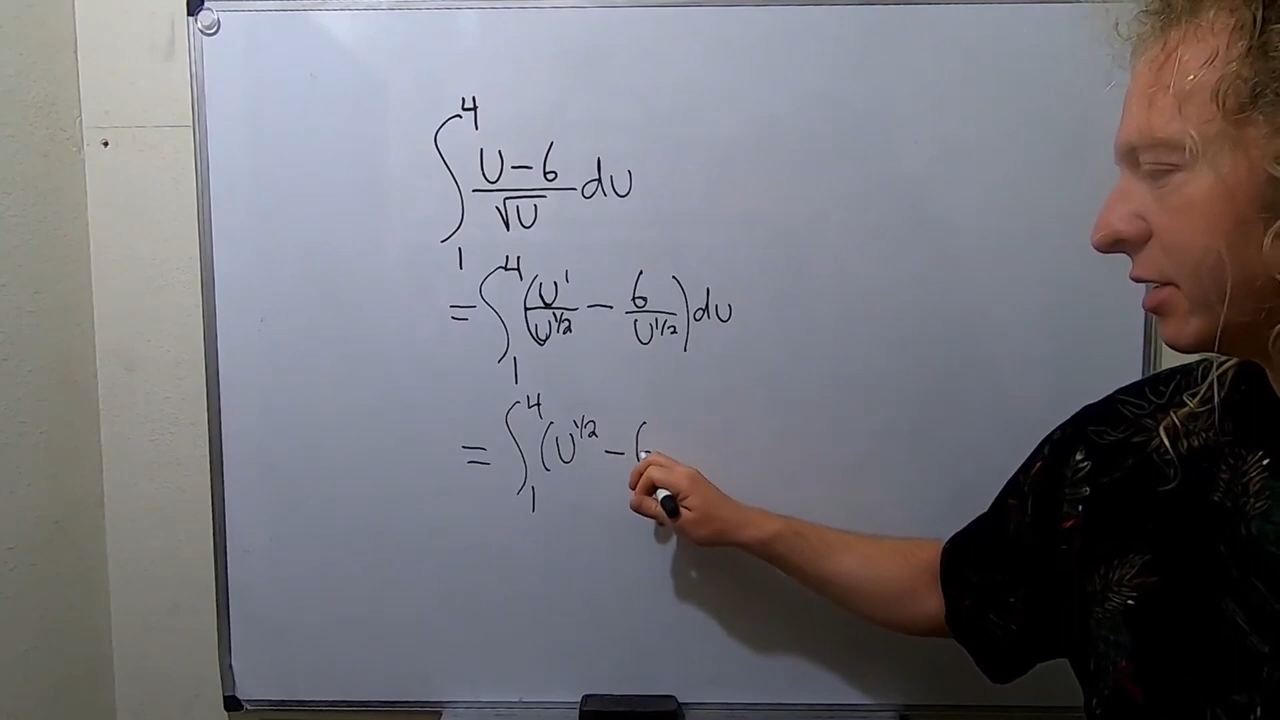 ∫₁⁴ (U − 6)/√U dU
= ∫₁⁴ (U¹/U^{1/2} − 6/U^{1/2}) dU
= ∫₁⁴ (U^{1/2} − 6